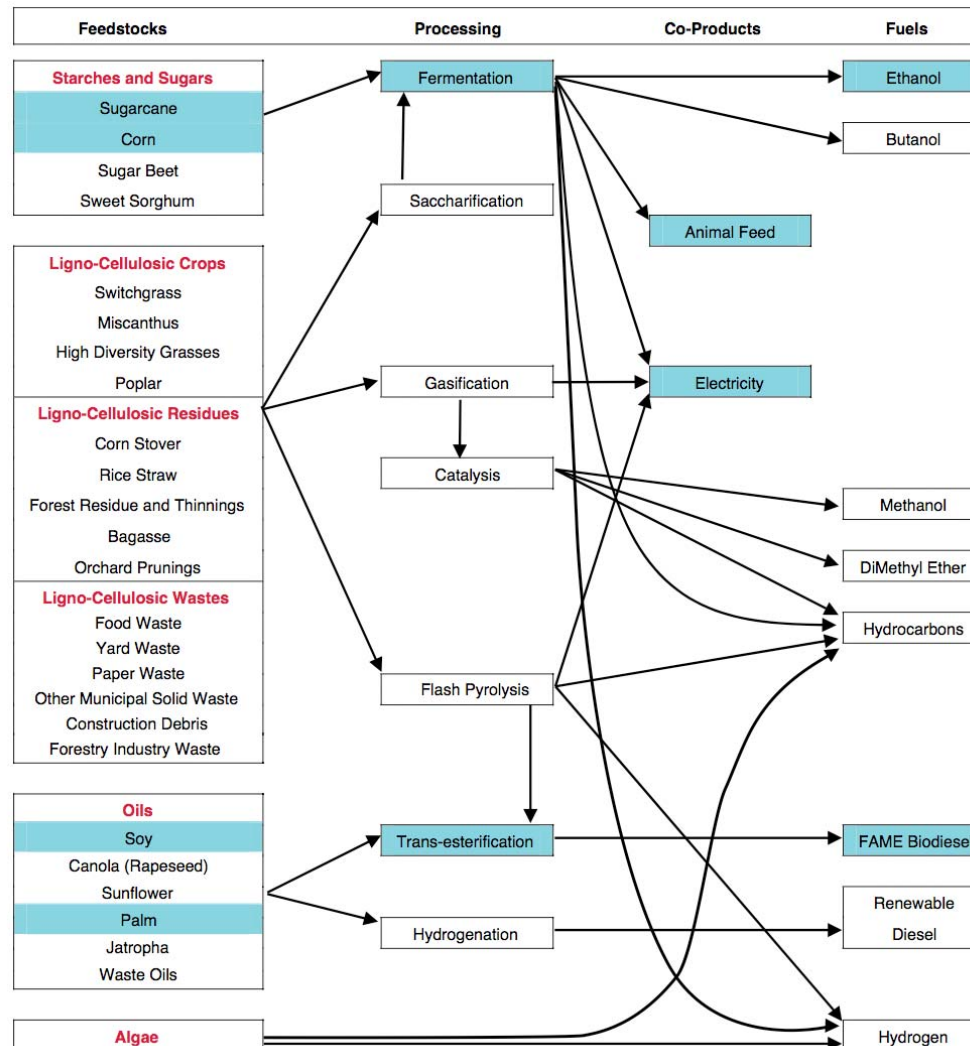 Feedstocks
Processing
Co-Products
Fuels
Starches and Sugars
Sugarcane
Corn
Sugar Beet
Sweet Sorghum
Ligno-Cellulosic Crops
Switchgrass
Miscanthus
High Diversity Grasses
Poplar
Ligno-Cellulosic Residues
Corn Stover
Rice Straw
Forest Residue and Thinnings
Bagasse
Orchard Prunings
Ligno-Cellulosic Wastes
Food Waste
Yard Waste
Paper Waste
Other Municipal Solid Waste
Construction Debris
Forestry Industry Waste
Oils
Soy
Canola (Rapeseed)
Sunflower
Palm
Jatropha
Waste Oils
Algae
Fermentation
Saccharification
Gasification
Catalysis
Flash Pyrolysis
Trans-esterification
Hydrogenation
Animal Feed
Electricity
Ethanol
Butanol
Methanol
DiMethyl Ether
Hydrocarbons
FAME Biodiesel
Renewable
Diesel
Hydrogen